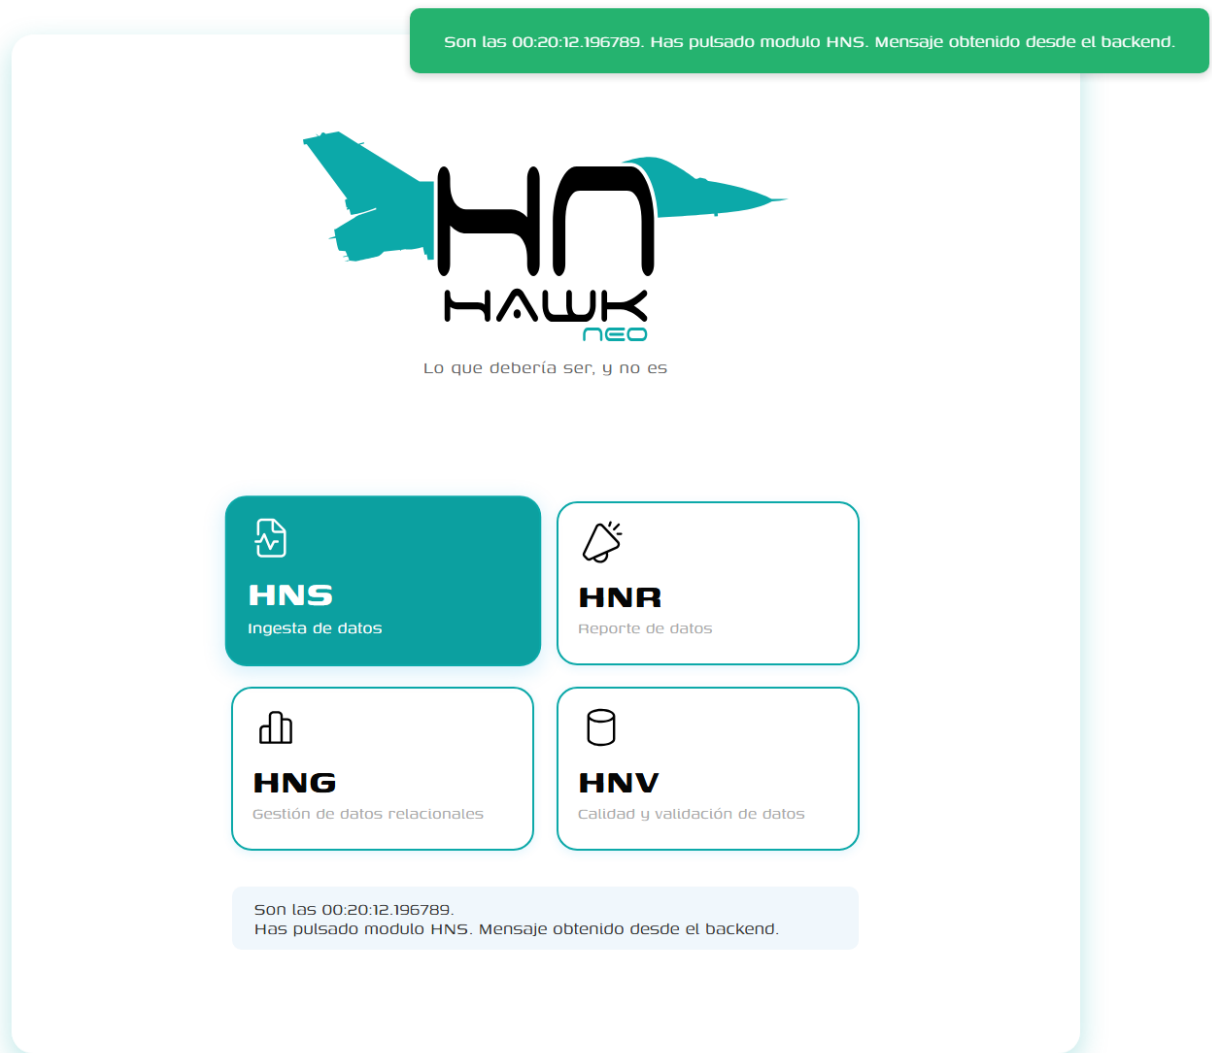 Son las 00:20:12.196789. Has pulsado modulo HNS. Mensaje obtenido desde el backend.
HN
HAWK
neo
Lo que debería ser, y no es
HNS
Ingesta de datos
HNR
Reporte de datos
HNG
Gestión de datos relacionales
HNV
Calidad y validación de datos
Son las 00:20:12.196789.
Has pulsado modulo HNS. Mensaje obtenido desde el backend.